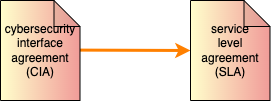 cybersecurity
interface
agreement
(CIA)
service
level
agreement
(SLA)